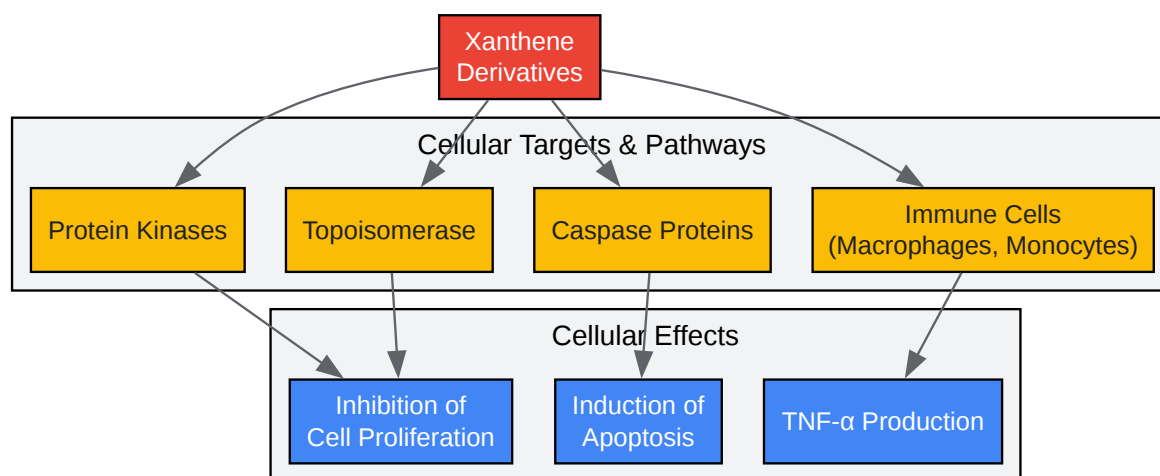 Xanthene
Derivatives
Cellular Targets & Pathways
Protein Kinases
Topoisomerase
Caspase Proteins
Immune Cells
(Macrophages, Monocytes)
Cellular Effects
Inhibition of
Cell Proliferation
Induction of
Apoptosis
TNF-α Production